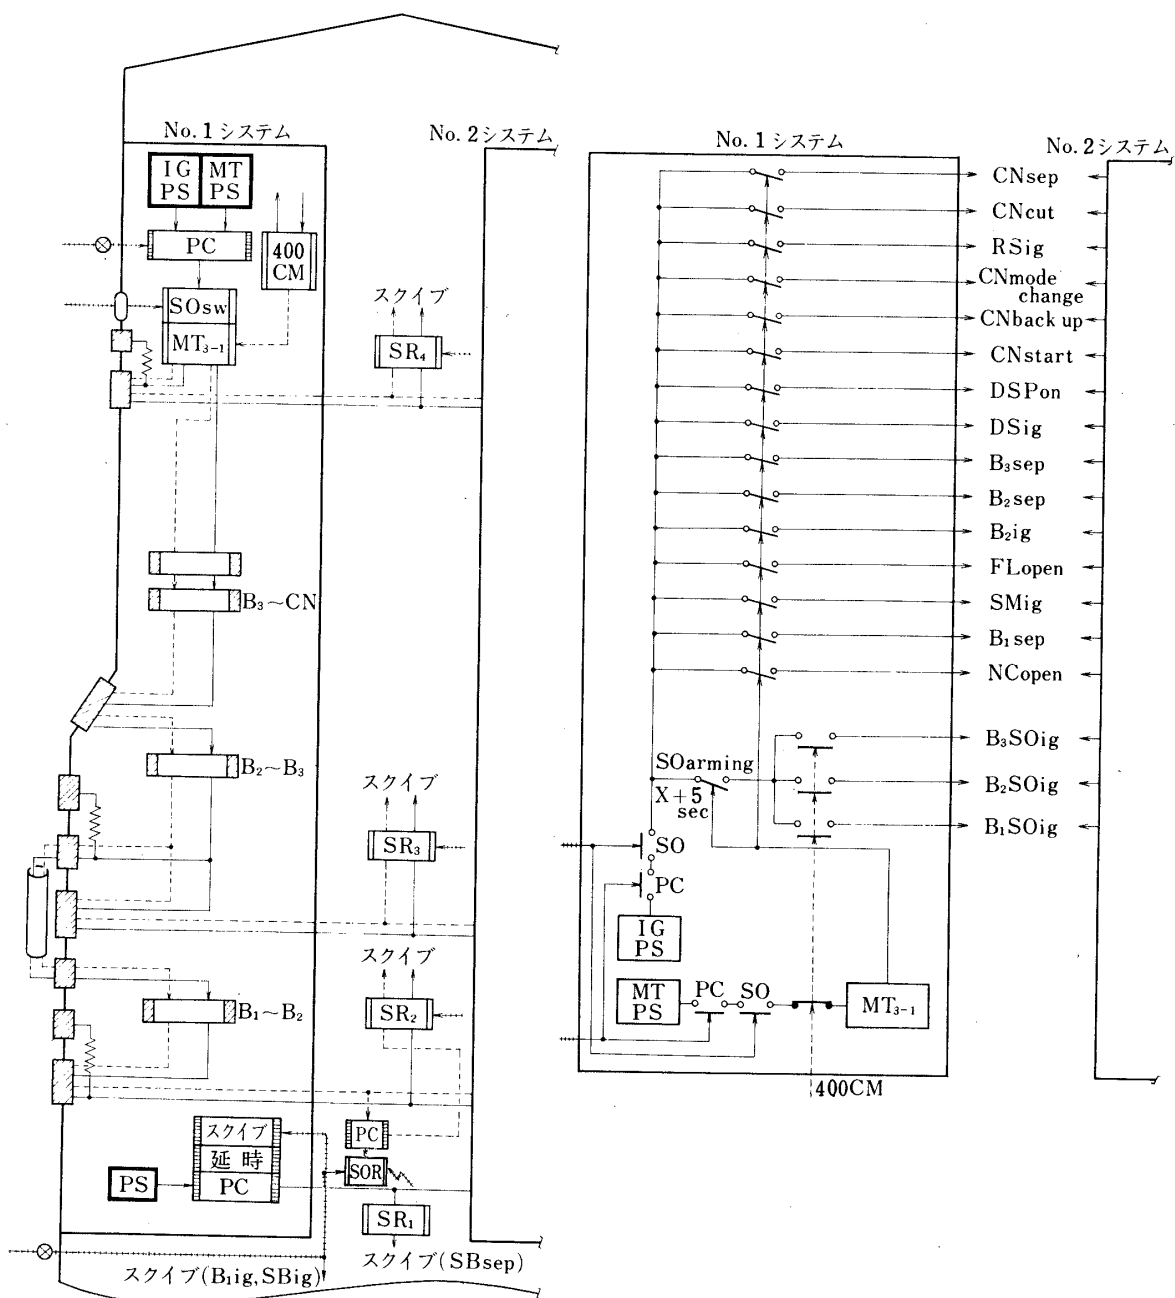 No.1システム
No.2システム
IG
PS
MT
PS
PC
400
CM
SOsw
MT3-1
スクイブ
SR4
B3～CN
B2～B3
スクイブ
SR3
スクイブ
SR2
B1～B2
PC
SOR
スクイブ
延時
PC
PS
SR1
スクイブ(SBsep)
スクイブ(B1ig,SBig)
No.1システム
No.2システム
CNsep
CNcut
RSig
CNmode
change
CNback up
CNstart
DSPon
DSig
B3sep
B2sep
B2ig
FLopen
SMig
B1sep
NCopen
B3SOig
SOarming
X+5
sec
B2SOig
B1SOig
SO
PC
IG
PS
MT
PS
PC
SO
MT3-1
400CM